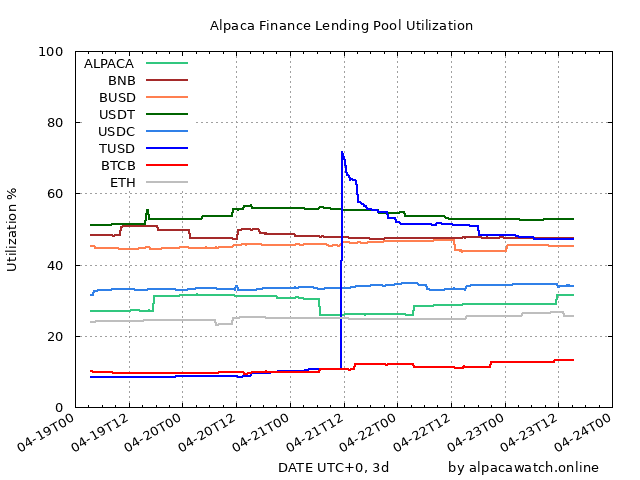 Alpaca Finance Lending Pool Utilization
100
80
60
40
20
0
Utilization %
ALPACA
BNB
BUSD
USDT
USDC
TUSD
BTCB
ETH
04-19T00
04-19T12
04-20T00
04-20T12
04-21T00
04-21T12
04-22T00
04-22T12
04-23T00
04-23T12
04-24T00
DATE UTC+0, 3d
by alpacawatch.online